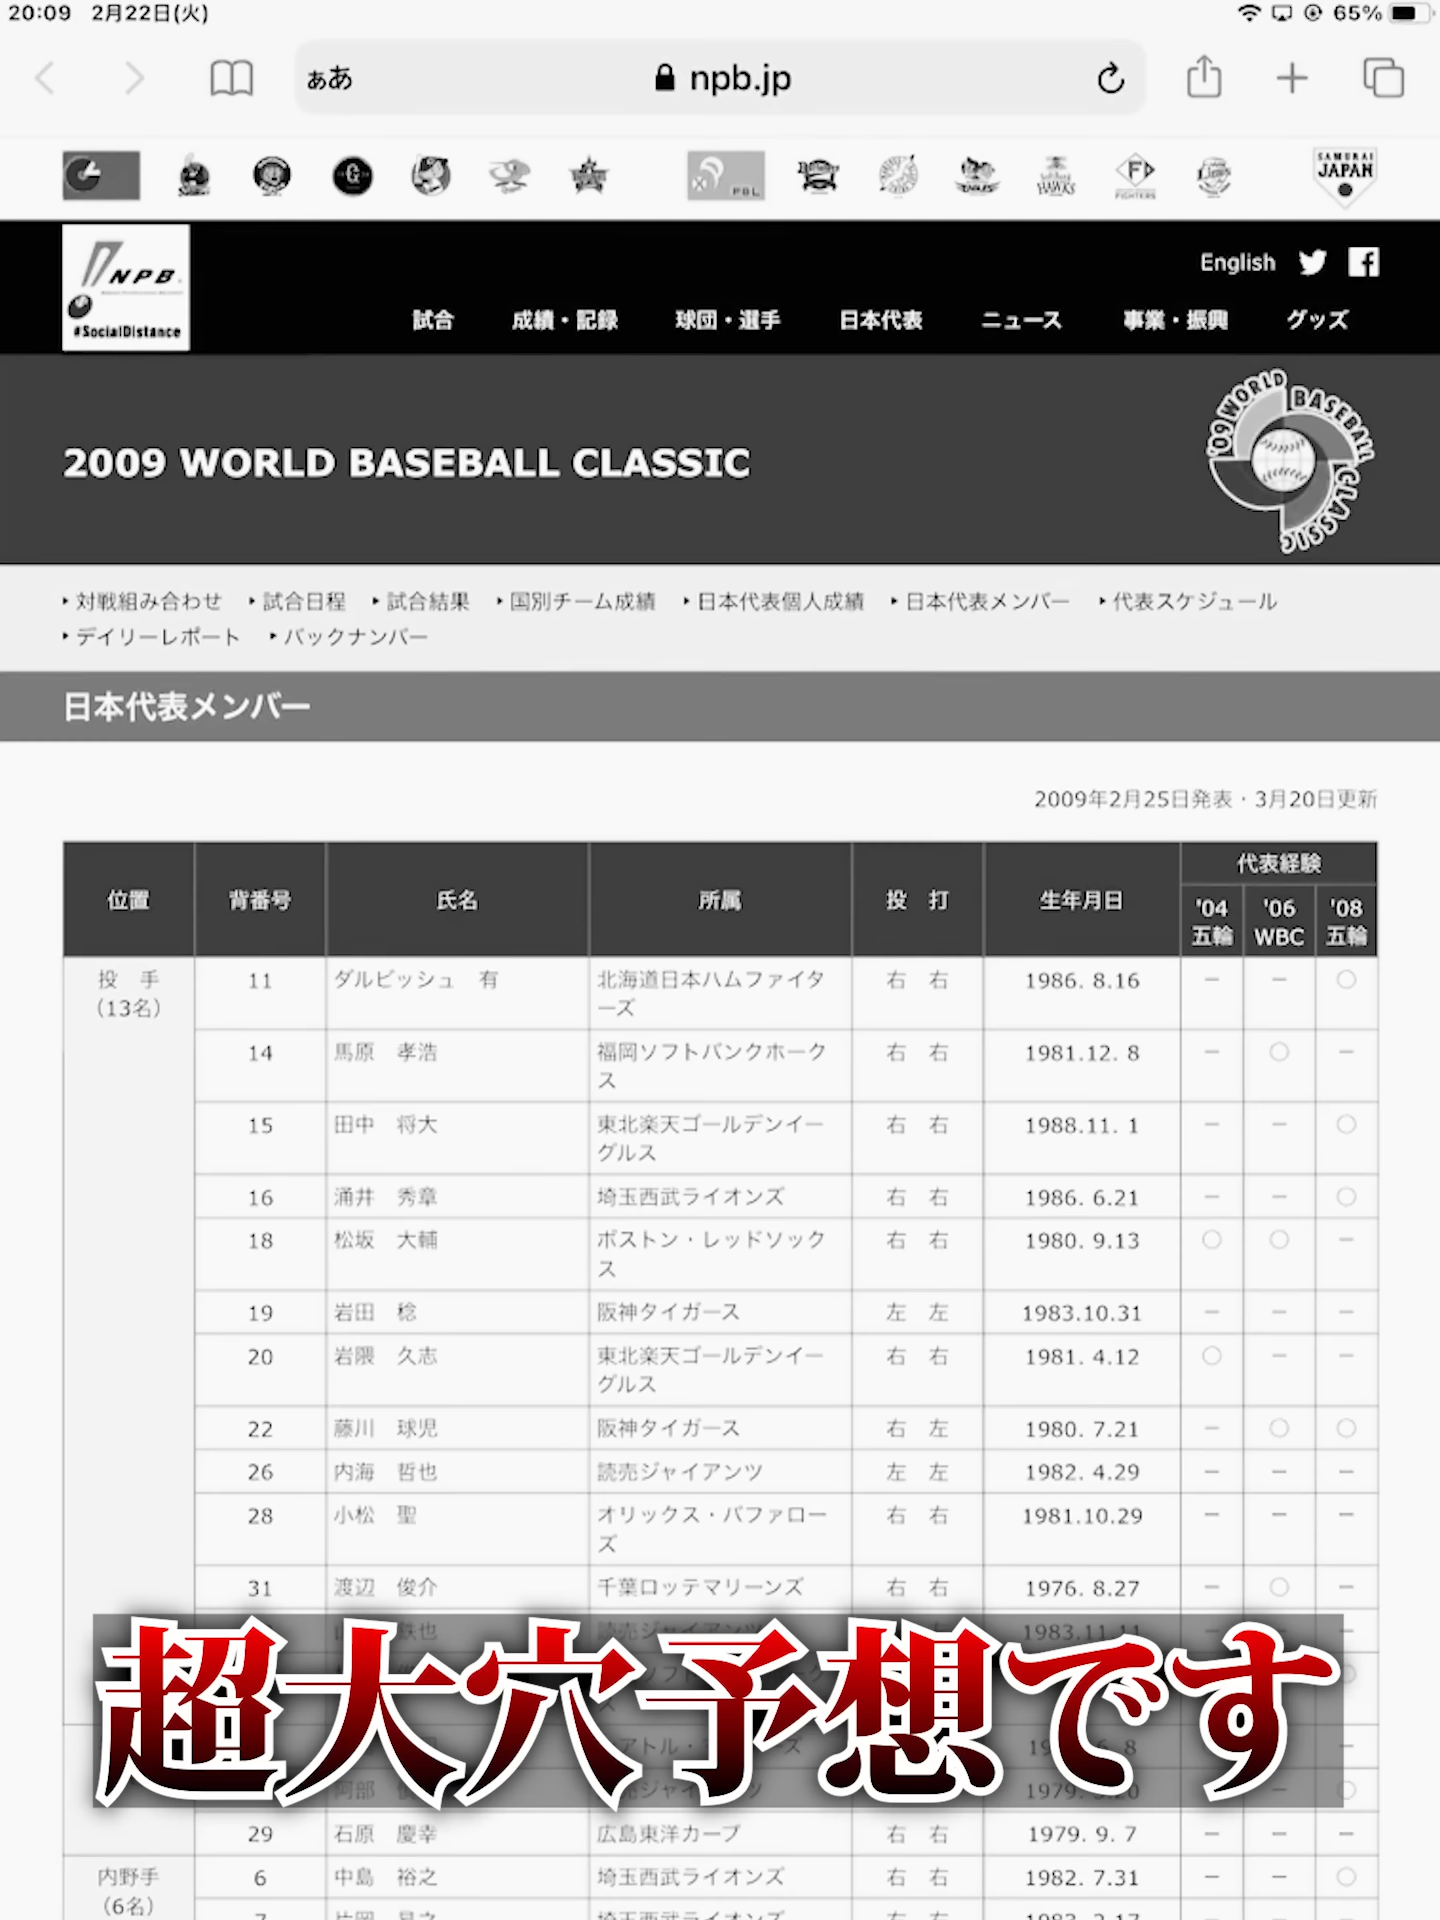 20:09 2月22日(火) 65%
ぁあ npb.jp
PBL HAWKS FIGHTERS SAMURAI JAPAN
NPB
#SocialDistance
English
試合 成績・記録 球団・選手 日本代表 ニュース 事業・振興 グッズ
2009 WORLD BASEBALL CLASSIC
'09 WORLD BASEBALL CLASSIC
対戦組み合わせ 試合日程 試合結果 国別チーム成績 日本代表個人成績 日本代表メンバー 代表スケジュール
デイリーレポート バックナンバー
日本代表メンバー
2009年2月25日発表・3月20日更新
位置 背番号 氏名 所属 投 打 生年月日 代表経験
'04 五輪 '06 WBC '08 五輪
投 手 (13名) 11 ダルビッシュ 有 北海道日本ハムファイターズ 右 右 1986. 8.16 － － ○
14 馬原 孝浩 福岡ソフトバンクホークス 右 右 1981.12. 8 － ○ －
15 田中 将大 東北楽天ゴールデンイーグルス 右 右 1988.11. 1 － － ○
16 涌井 秀章 埼玉西武ライオンズ 右 右 1986. 6.21 － － ○
18 松坂 大輔 ボストン・レッドソックス 右 右 1980. 9.13 ○ ○ －
19 岩田 稔 阪神タイガース 左 左 1983.10.31 － － －
20 岩隈 久志 東北楽天ゴールデンイーグルス 右 右 1981. 4.12 ○ － －
22 藤川 球児 阪神タイガース 右 左 1980. 7.21 － ○ ○
26 内海 哲也 読売ジャイアンツ 左 左 1982. 4.29 － － －
28 小松 聖 オリックス・バファローズ 右 右 1981.10.29 － － －
31 渡辺 俊介 千葉ロッテマリーンズ 右 右 1976. 8.27 － ○ －
鉄也 読売ジャイアンツ 1983.11.11
超大穴予想です
阿部 1979.
29 石原 慶幸 広島東洋カープ 右 右 1979. 9. 7 － － －
内野手 (6名) 6 中島 裕之 埼玉西武ライオンズ 右 右 1982. 7.31 － － ○